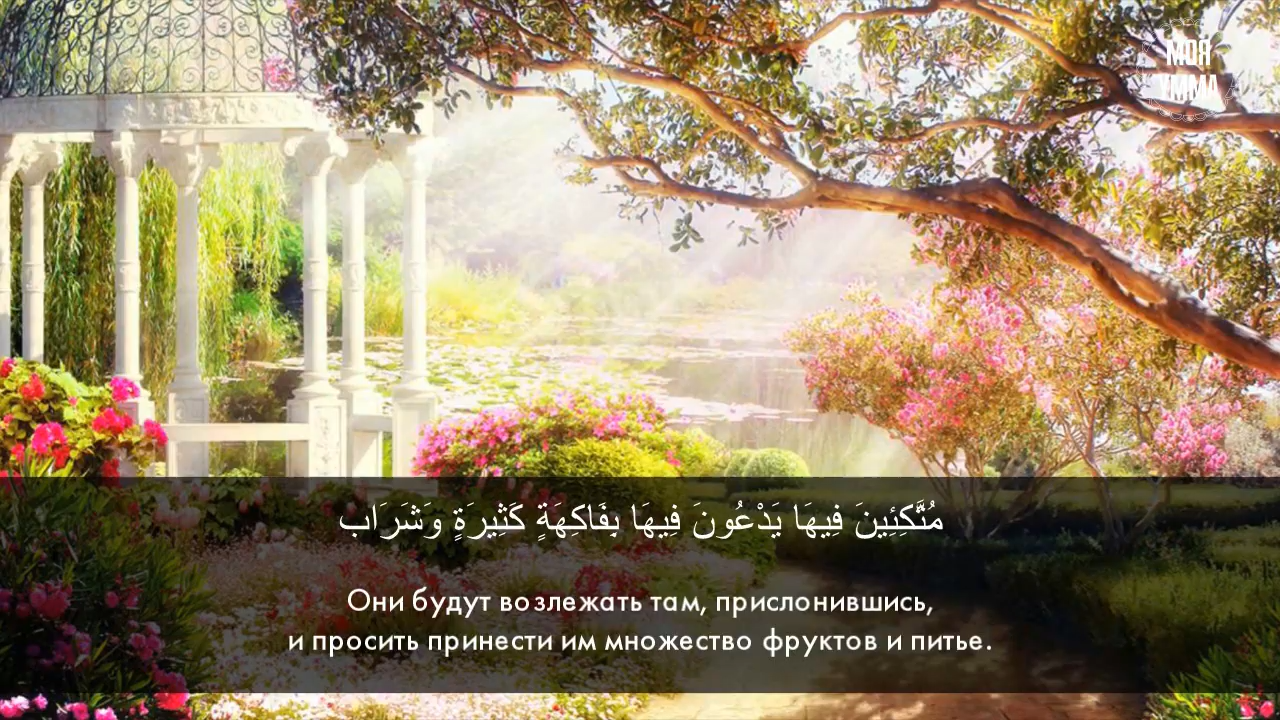 МОЯ
УММА
مُتَّكِئِينَ فِيهَا يَدْعُونَ فِيهَا بِفَاكِهَةٍ كَثِيرَةٍ وَشَرَاب
Они будут возлежать там, прислонившись,
и просить принести им множество фруктов и питье.